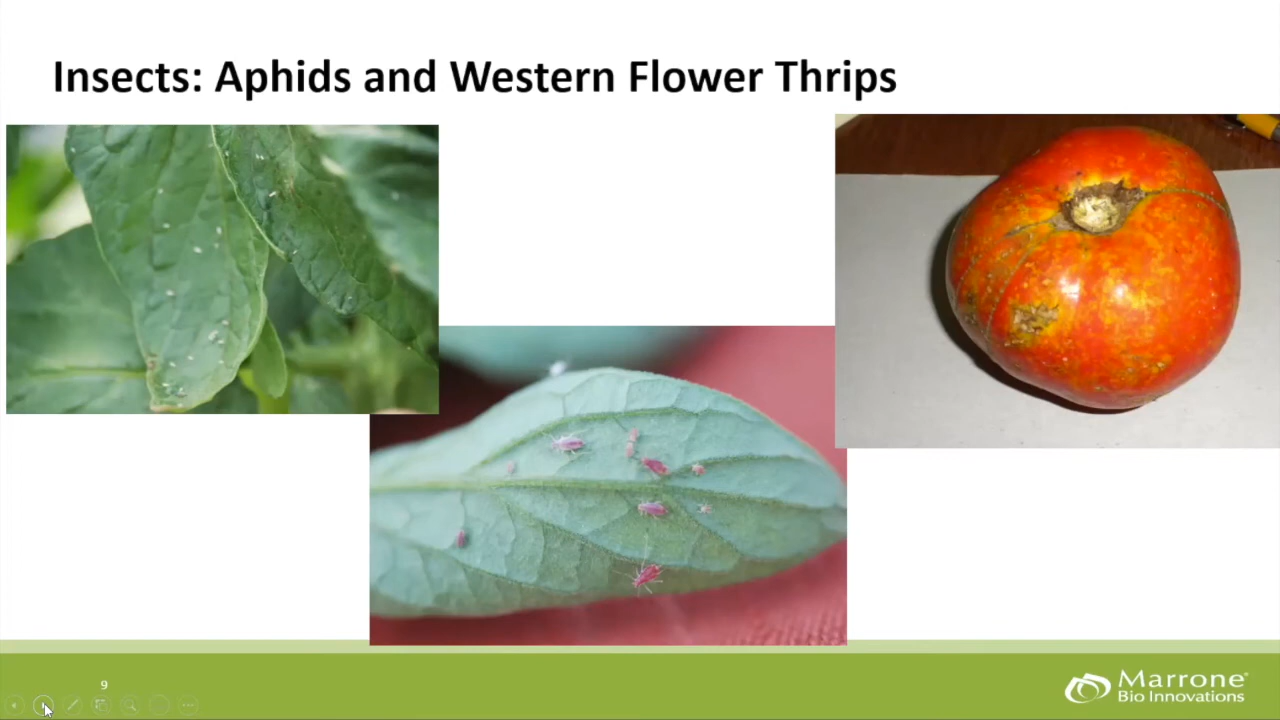 Insects: Aphids and Western Flower Thrips
9
Marrone®
Bio Innovations